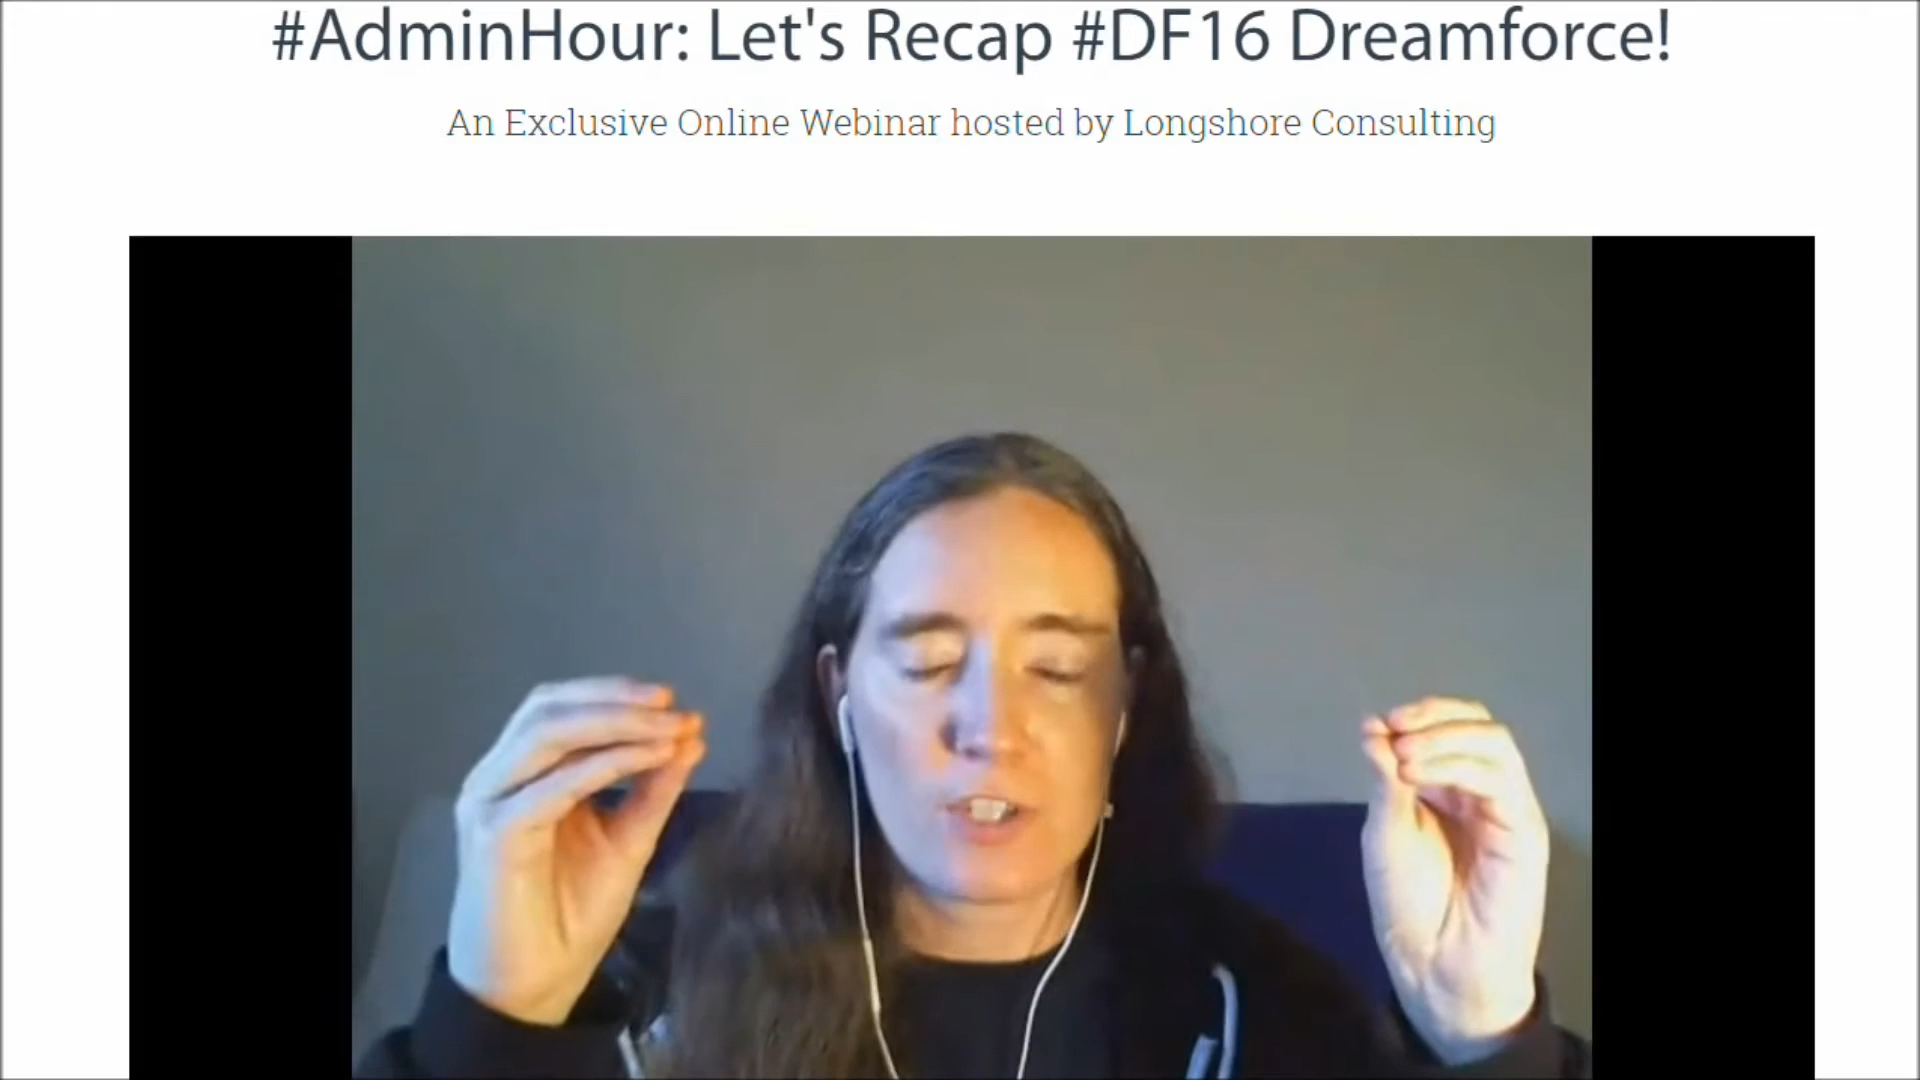 #AdminHour: Let's Recap #DF16 Dreamforce!
An Exclusive Online Webinar hosted by Longshore Consulting